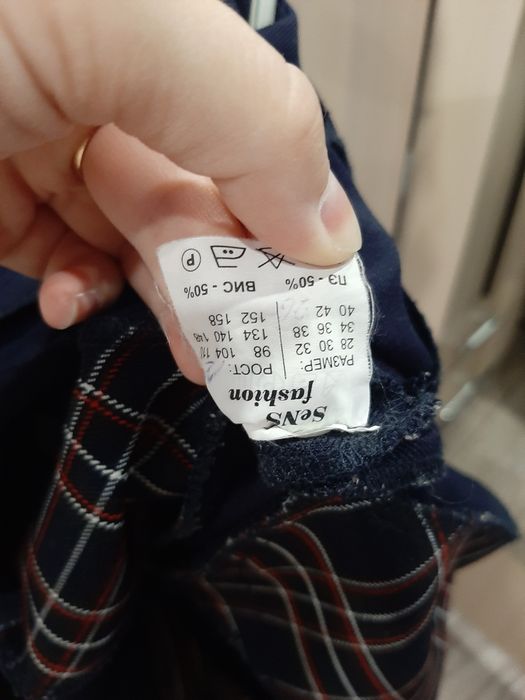 SeNS
fashion
РАЗМЕР: РОСТ:
28 30 32 98 104
34 36 38 134 140 146
40 42 152 158
ПЭ - 50% ВИС - 50%
P